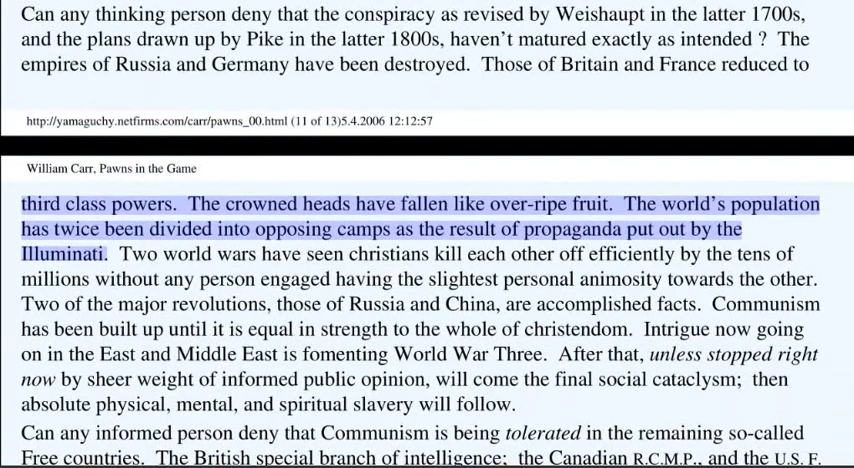 Can any thinking person deny that the conspiracy as revised by Weishaupt in the latter 1700s,
and the plans drawn up by Pike in the latter 1800s, haven't matured exactly as intended ? The
empires of Russia and Germany have been destroyed. Those of Britain and France reduced to
http://yamaguchy.netfirms.com/carr/pawns_00.html (11 of 13)5.4.2006 12:12:57
William Carr, Pawns in the Game
third class powers. The crowned heads have fallen like over-ripe fruit. The world's population
has twice been divided into opposing camps as the result of propaganda put out by the
Illuminati. Two world wars have seen christians kill each other off efficiently by the tens of
millions without any person engaged having the slightest personal animosity towards the other.
Two of the major revolutions, those of Russia and China, are accomplished facts. Communism
has been built up until it is equal in strength to the whole of christendom. Intrigue now going
on in the East and Middle East is fomenting World War Three. After that, unless stopped right
now by sheer weight of informed public opinion, will come the final social cataclysm; then
absolute physical, mental, and spiritual slavery will follow.
Can any informed person deny that Communism is being tolerated in the remaining so-called
Free countries. The British special branch of intelligence; the Canadian R.C.M.P., and the U.S. F.